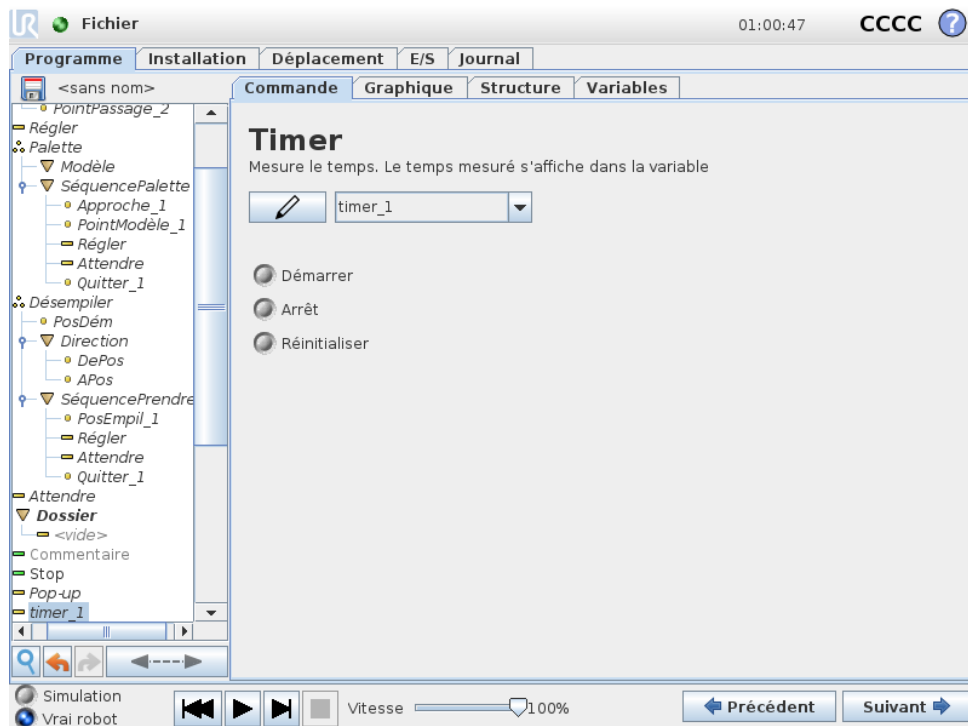 UR Fichier 01:00:47 CCCC ?
Programme Installation Déplacement E/S Journal
<sans nom>
Commande Graphique Structure Variables
PointPassage_2
Régler
Palette
Modèle
SéquencePalette
Approche_1
PointModèle_1
Régler
Attendre
Quitter_1
Désempiler
PosDém
Direction
DePos
APos
SéquencePrendre
PosEmpil_1
Régler
Attendre
Quitter_1
Attendre
Dossier
<vide>
Commentaire
Stop
Pop-up
timer_1
Timer
Mesure le temps. Le temps mesuré s'affiche dans la variable
timer_1
Démarrer
Arrêt
Réinitialiser
Simulation
Vrai robot
Vitesse 100%
Précédent Suivant